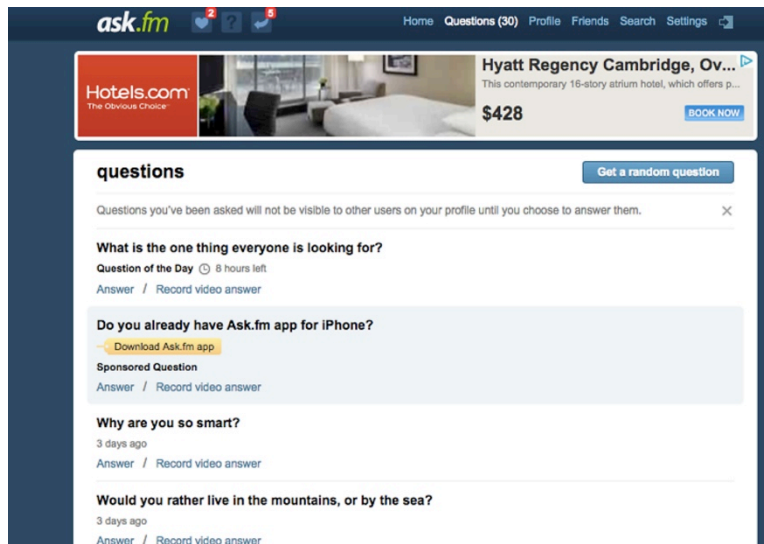 ask.fm 2 ? 5 Home Questions (30) Profile Friends Search Settings
Hotels.com
The Obvious Choice
Hyatt Regency Cambridge, Ov...
This contemporary 16-story atrium hotel, which offers p...
$428 BOOK NOW
questions Get a random question
Questions you've been asked will not be visible to other users on your profile until you choose to answer them.
What is the one thing everyone is looking for?
Question of the Day 8 hours left
Answer / Record video answer
Do you already have Ask.fm app for iPhone?
Download Ask.fm app
Sponsored Question
Answer / Record video answer
Why are you so smart?
3 days ago
Answer / Record video answer
Would you rather live in the mountains, or by the sea?
3 days ago
Answer / Record video answer